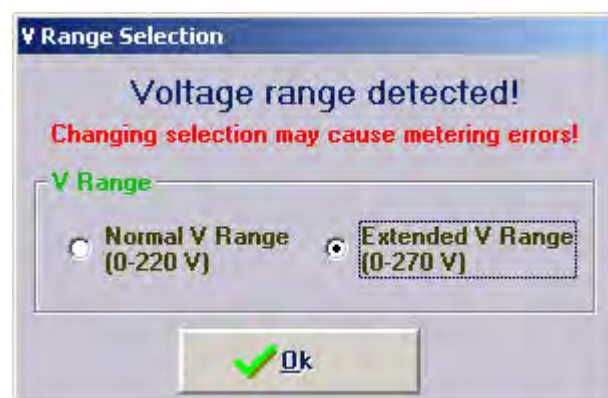 V Range Selection
Voltage range detected!
Changing selection may cause metering errors!
V Range
Normal V Range
(0-220 V)
Extended V Range
(0-270 V)
Ok